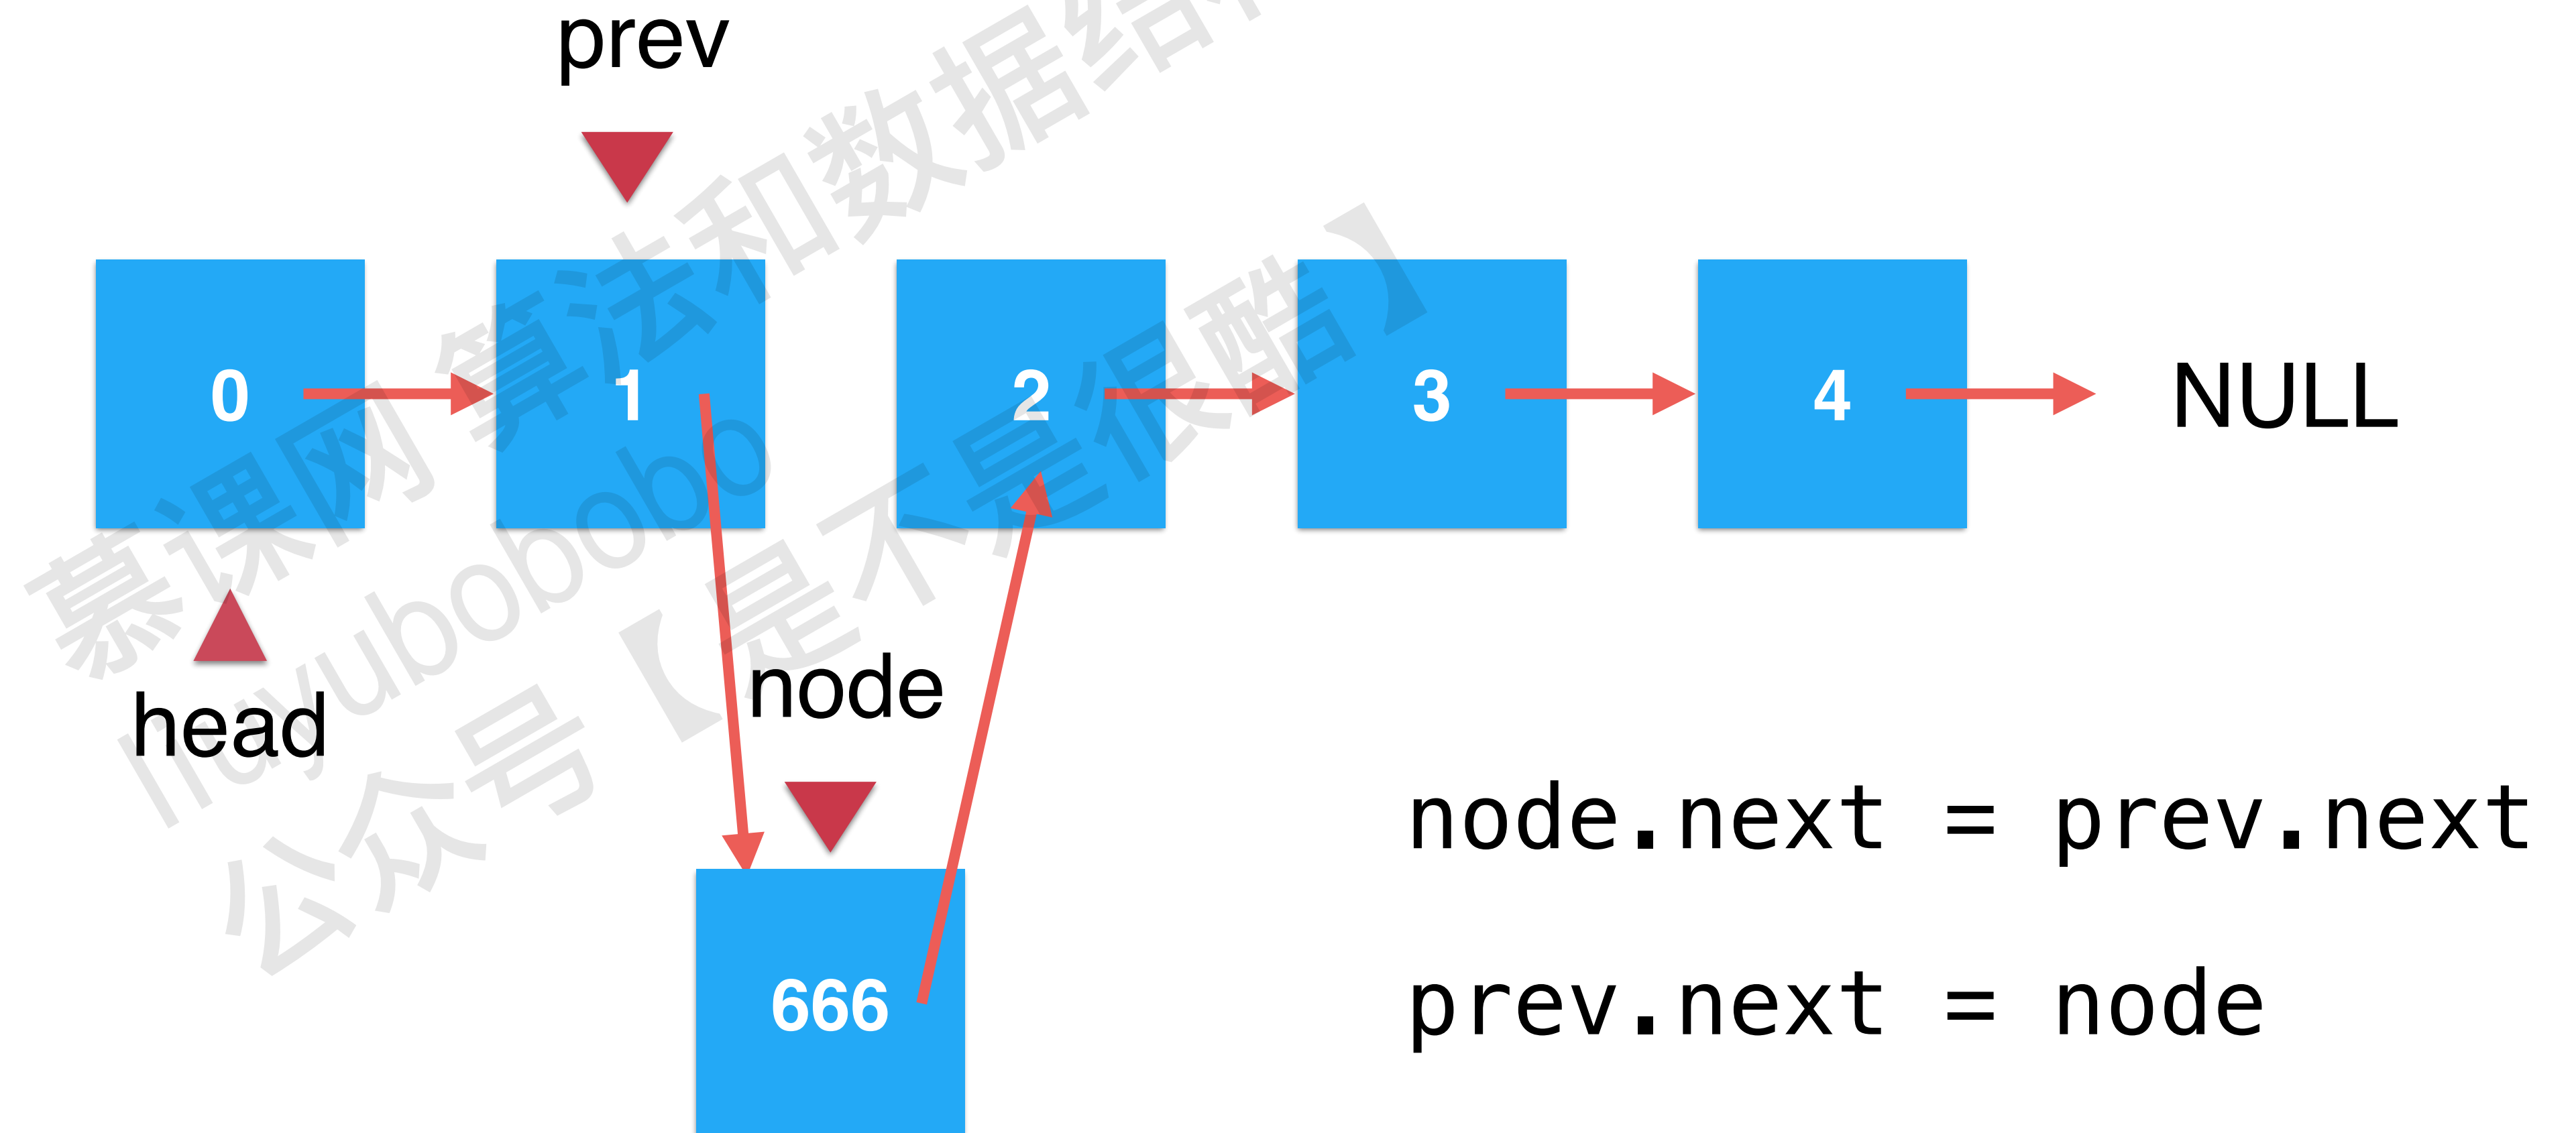 prev
0
1
2
3
4
NULL
head
node
666
node.next = prev.next
prev.next = node
慕课网 算法和数据结
liuyubobobo
公众号【是不是很酷】